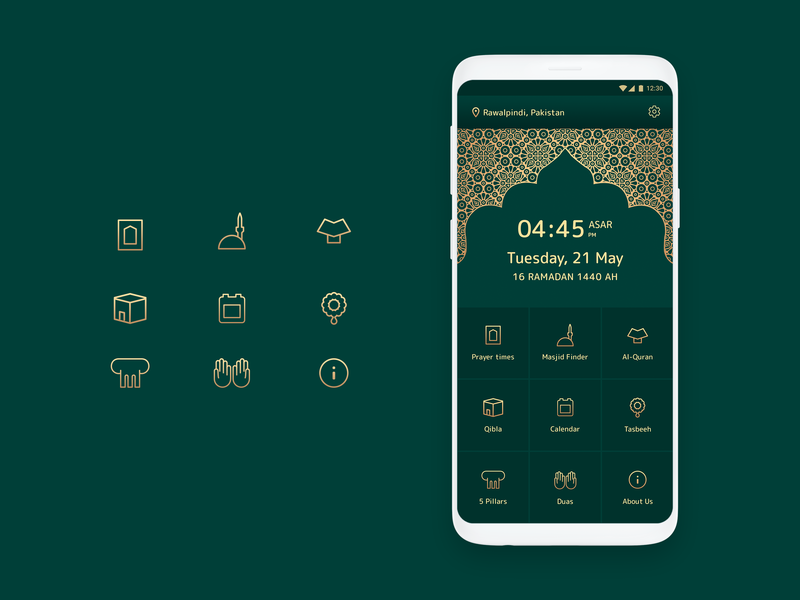 12:30
Rawalpindi, Pakistan
04:45 ASAR PM
Tuesday, 21 May
16 RAMADAN 1440 AH
Prayer times Masjid Finder Al-Quran
Qibla Calendar Tasbeeh
5 Pillars Duas About Us